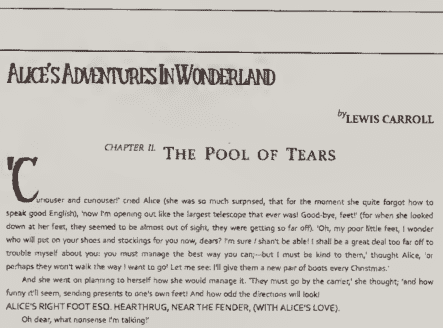 ALICE'S ADVENTURES IN WONDERLAND
by LEWIS CARROLL
CHAPTER II. THE POOL OF TEARS
'Curiouser and curiouser!' cried Alice (she was so much surprised, that for the moment she quite forgot how to
speak good English), 'now I'm opening out like the largest telescope that ever was! Good-bye, feet!' (for when she looked
down at her feet, they seemed to be almost out of sight, they were getting so far off). 'Oh, my poor little feet, I wonder
who will put on your shoes and stockings for you now, dears? I'm sure I shan't be able! I shall be a great deal too far off to
trouble myself about you: you must manage the best way you can;—but I must be kind to them,' thought Alice, 'or
perhaps they won't walk the way I want to go! Let me see: I'll give them a new pair of boots every Christmas.'
And she went on planning to herself how she would manage it. 'They must go by the carrier,' she thought; 'and how
funny it'll seem, sending presents to one's own feet! And how odd the directions will look!
ALICE'S RIGHT FOOT ESQ. HEARTHRUG, NEAR THE FENDER, (WITH ALICE'S LOVE).
Oh dear, what nonsense I'm talking!'